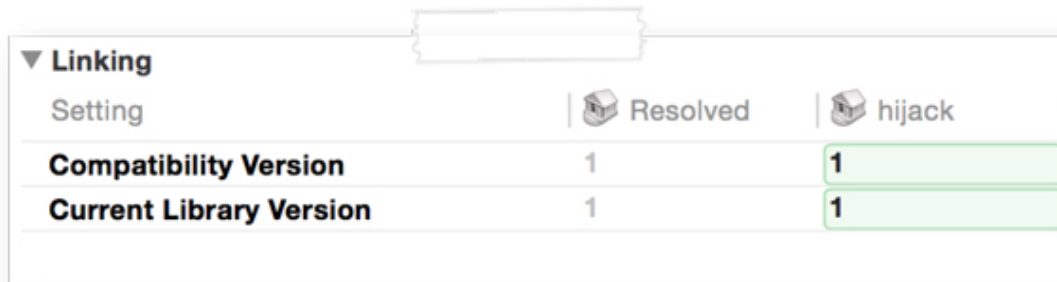 Linking
Setting Resolved hijack
Compatibility Version 1 1
Current Library Version 1 1